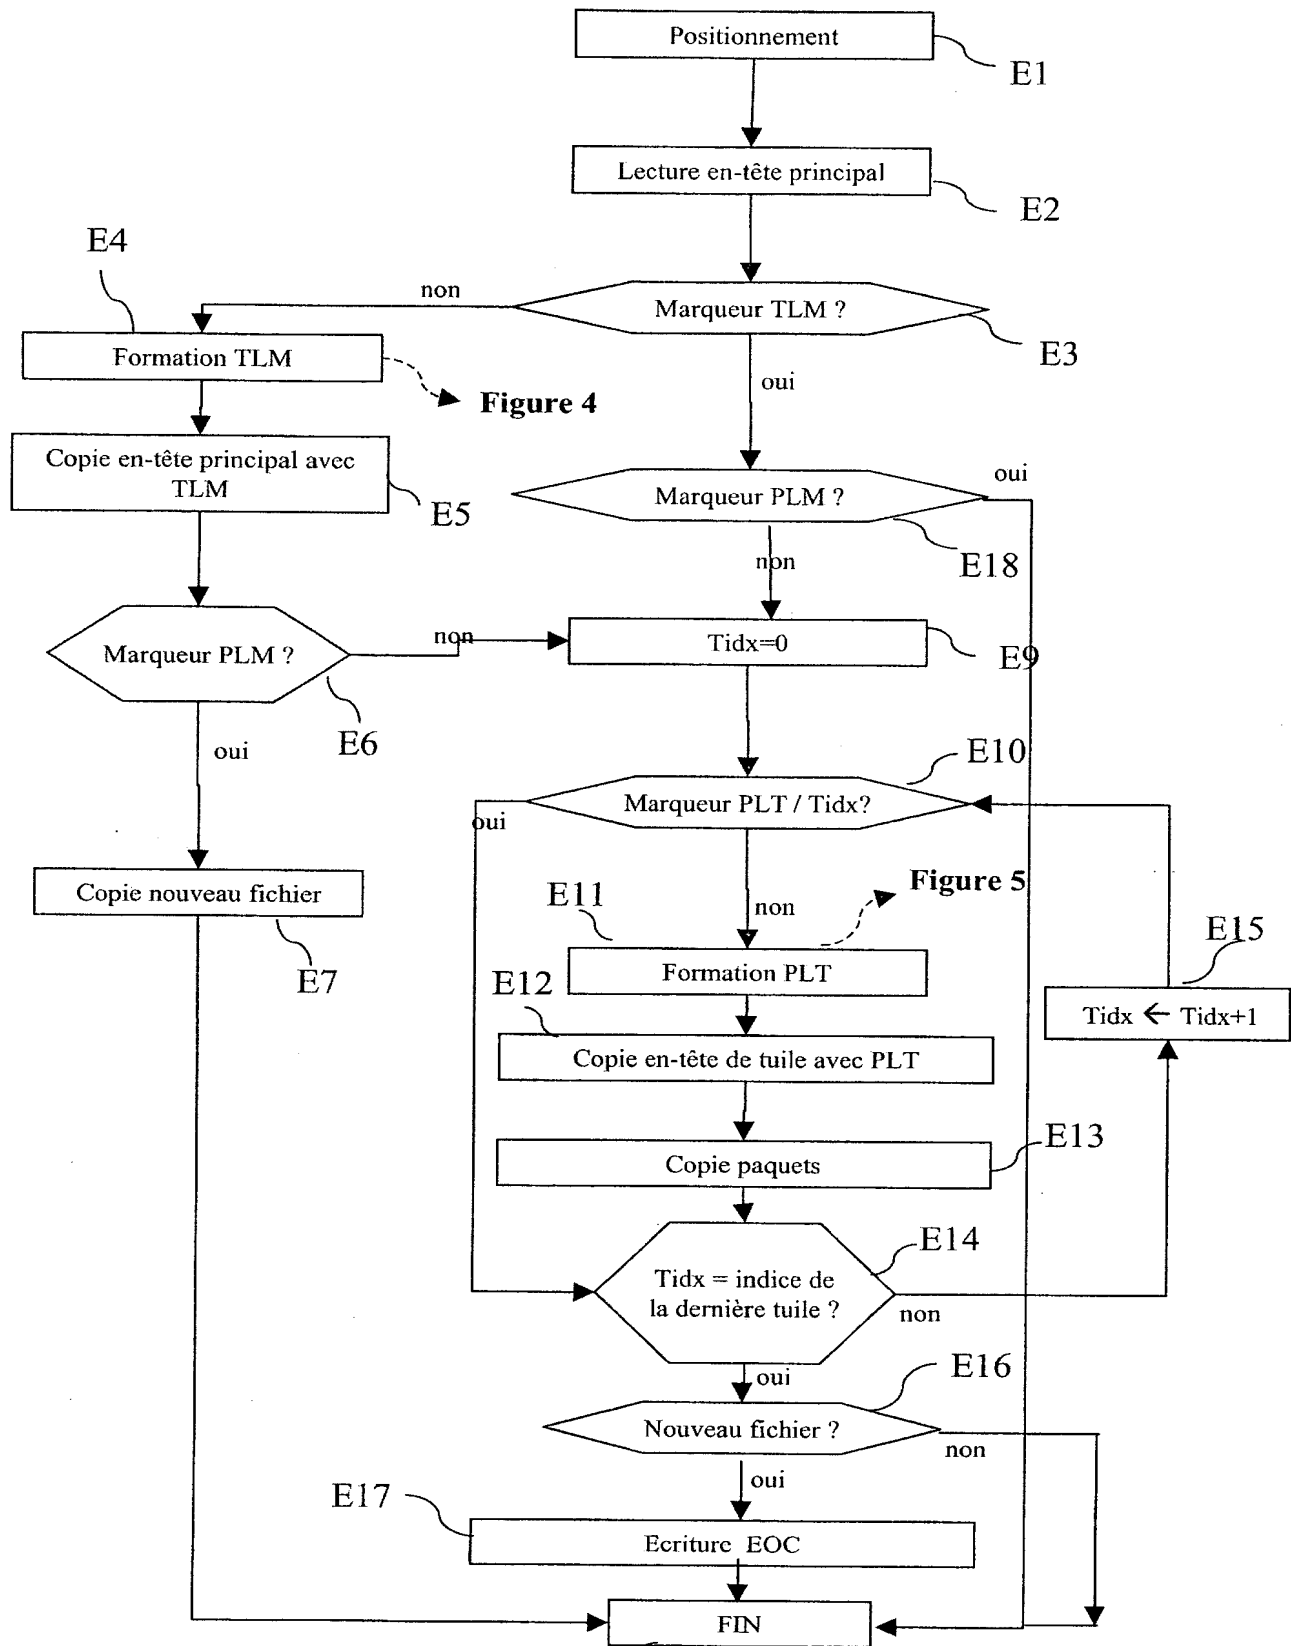 Positionnement
E1
Lecture en-tête principal
E2
E4
non
Marqueur TLM ?
E3
Formation TLM
Figure 4
oui
Copie en-tête principal avec
TLM
E5
Marqueur PLM ?
oui
E18
non
Marqueur PLM ?
non
Tidx=0
E9
oui
E6
E10
Marqueur PLT / Tidx?
oui
Copie nouveau fichier
E7
Figure 5
E11
non
E15
Formation PLT
E12
Tidx ← Tidx+1
Copie en-tête de tuile avec PLT
E13
Copie paquets
E14
Tidx = indice de
la dernière tuile ?
non
oui
E16
Nouveau fichier ?
non
oui
E17
Ecriture EOC
FIN